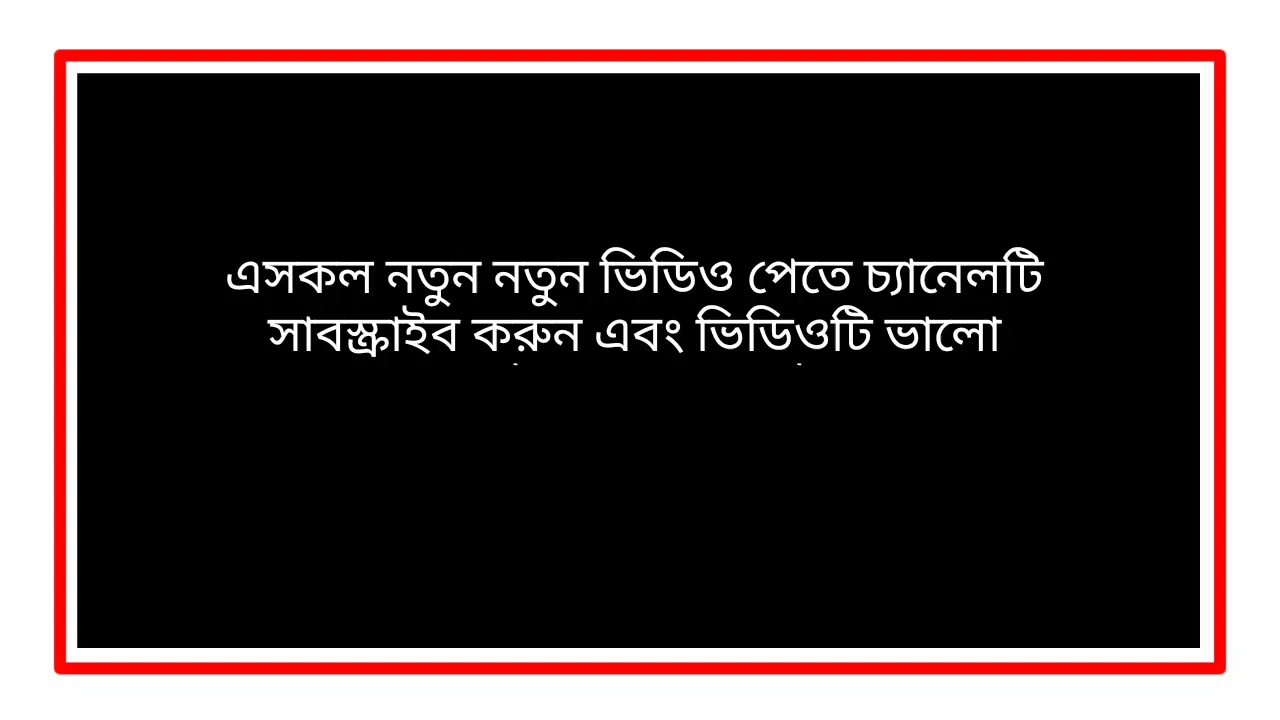 এসকল নতুন নতুন ভিডিও পেতে চ্যানেলটি
সাবস্ক্রাইব করুন এবং ভিডিওটি ভালো